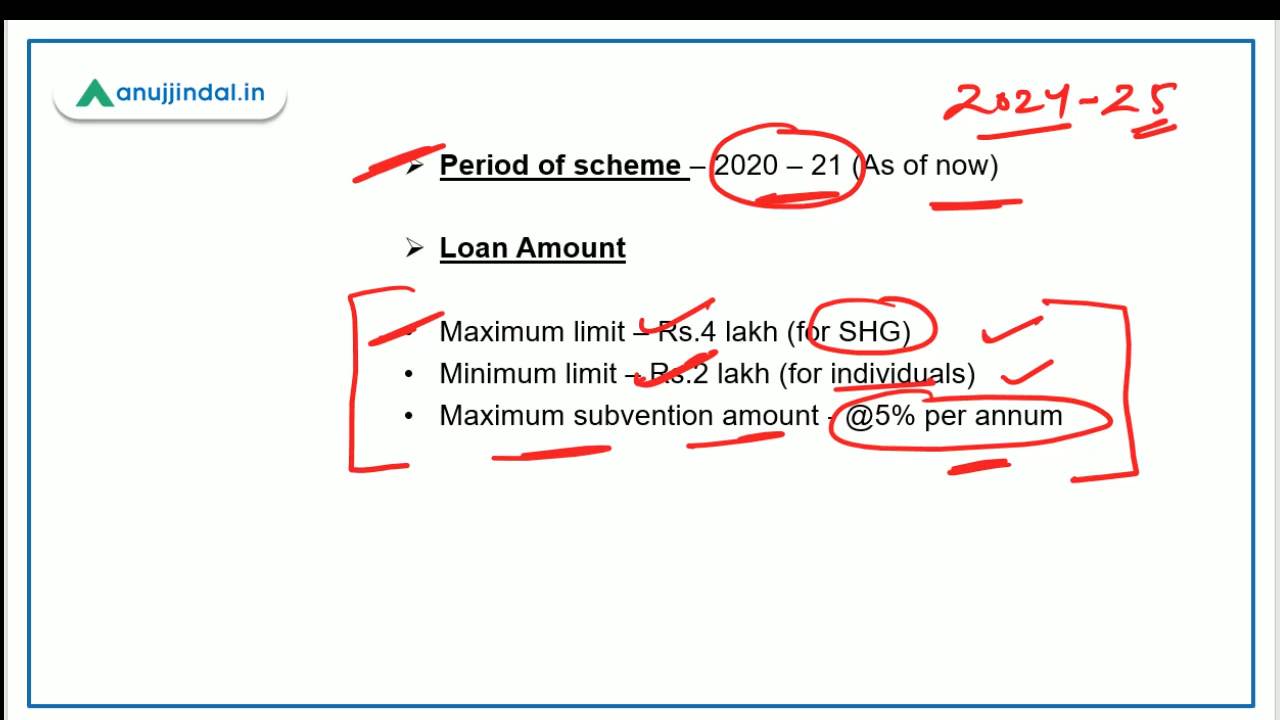 anujjindal.in
2024-25
➢ Period of scheme – 2020 – 21 (As of now)
➢ Loan Amount
• Maximum limit – Rs.4 lakh (for SHG)
• Minimum limit – Rs.2 lakh (for individuals)
• Maximum subvention amount - @5% per annum